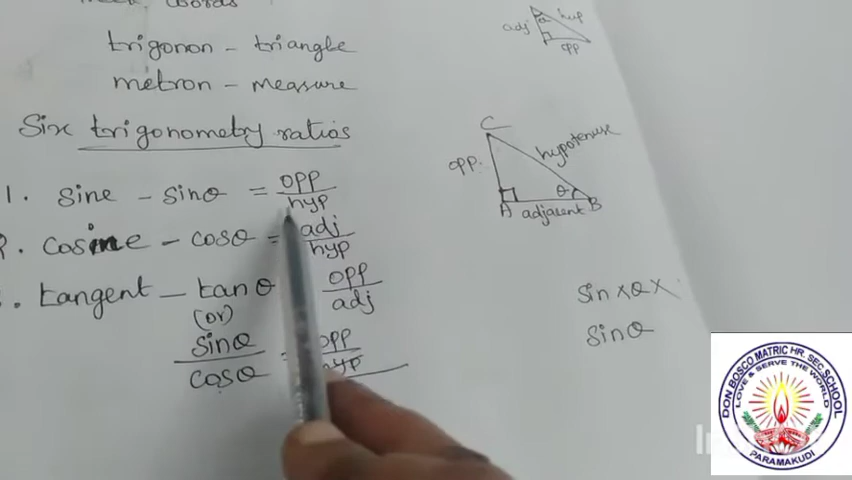 words
trigonon - triangle
metron - measure
Six trigonometry ratios
1. Sine - sinθ = opp/hyp
cosine - cosθ = adj/hyp
. tangent - tanθ opp/adj
(or)
sinθ/cosθ = opp/hyp
adj
hyp
opp
θ
C
opp.
hypotenuse
θ
A
adjacent
B
sin x θ x
sinθ
DON BOSCO MATRIC HR. SEC. SCHOOL
LOVE & SERVE THE WORLD
PARAMAKUDI